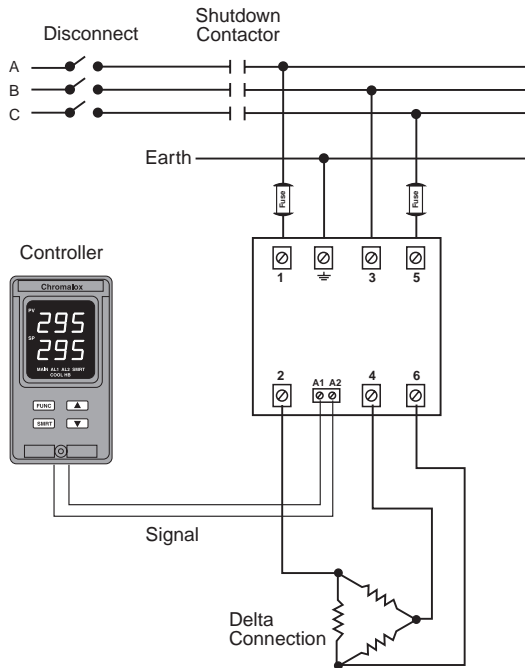 Disconnect
Shutdown
Contactor
A
B
C
Earth
Fuse
Fuse
1
3
5
Controller
Chromalox
PV
295
SP
295
MAIN AL1 AL2 SMRT
COOL HB
FUNC
SMRT
2
A1 A2
4
6
Signal
Delta
Connection